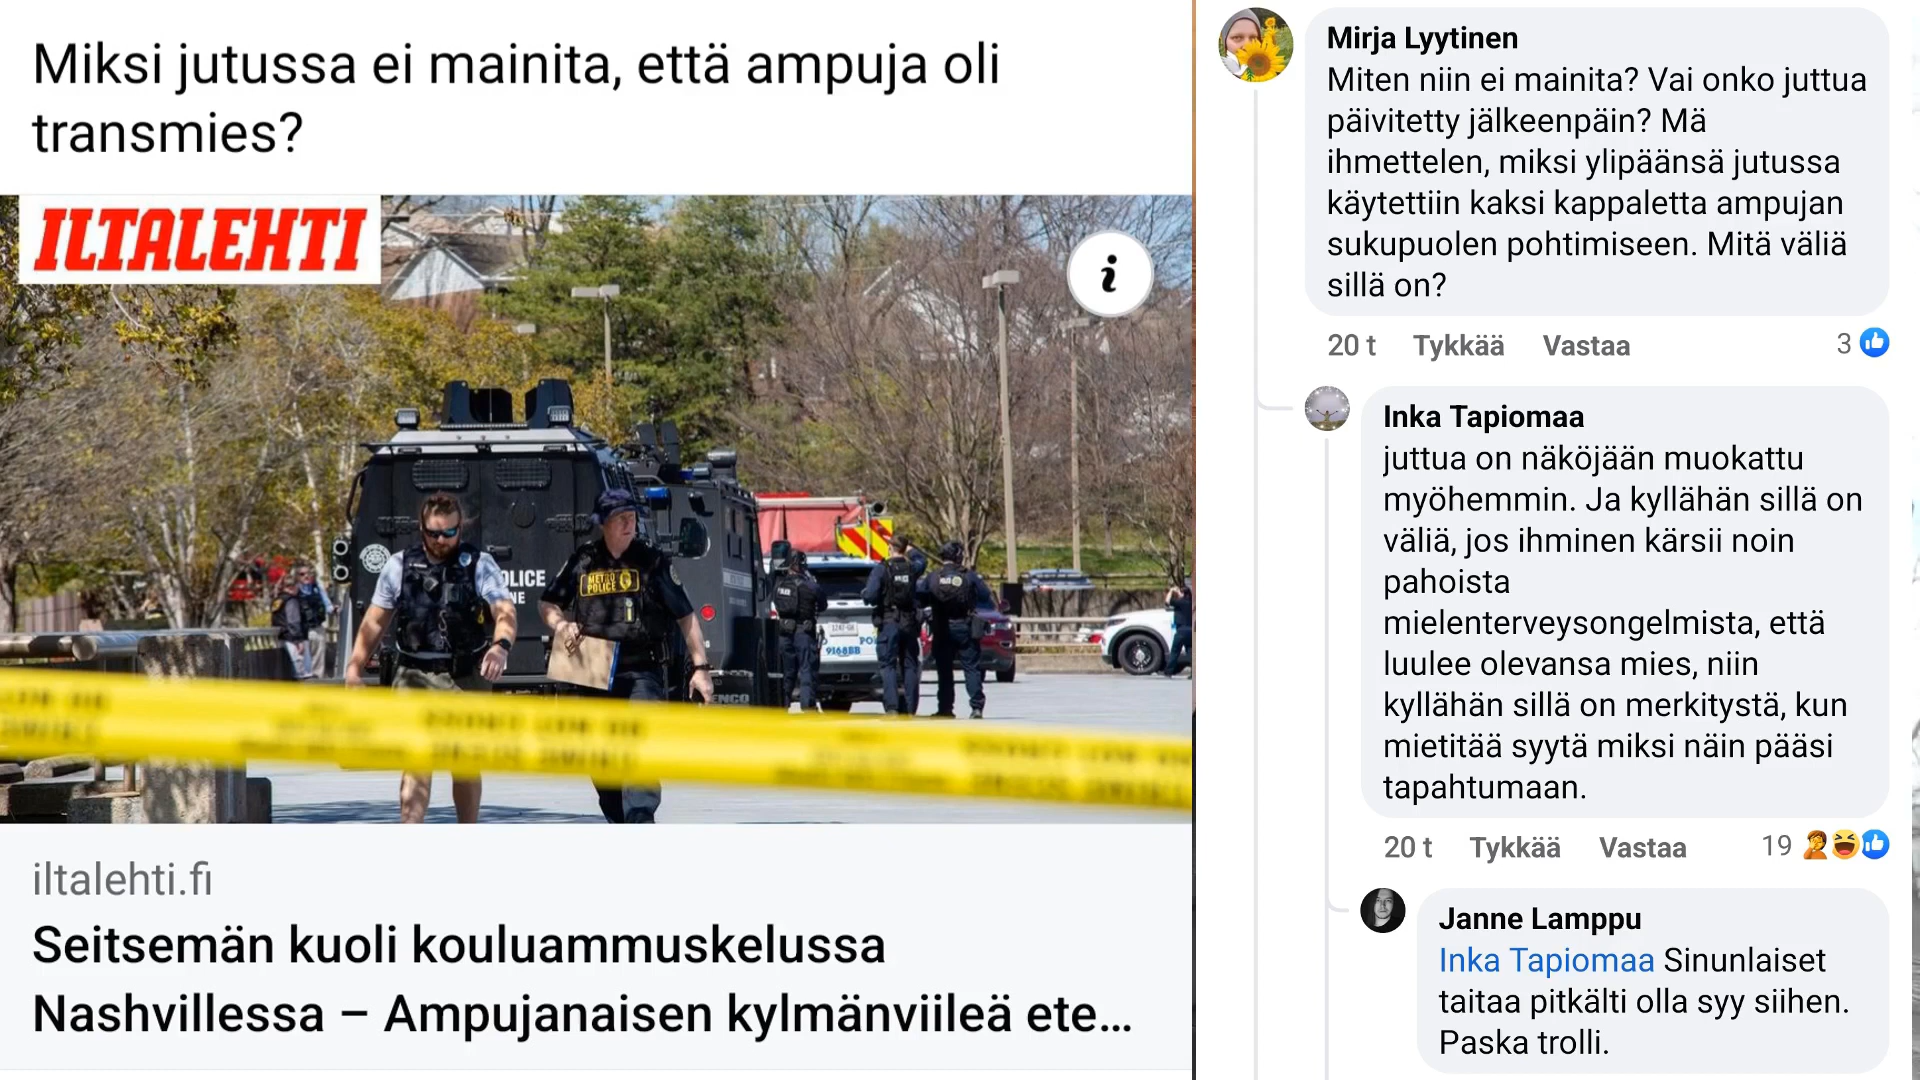 Miksi jutussa ei mainita, että ampuja oli
transmies?
ILTALEHTI
i
POLICE
METRO
POLICE
9168BB
iltalehti.fi
Seitsemän kuoli kouluammuskelussa
Nashvillessa – Ampujanaisen kylmänviileä ete...
Mirja Lyytinen
Miten niin ei mainita? Vai onko juttua
päivitetty jälkeenpäin? Mä
ihmettelen, miksi ylipäänsä jutussa
käytettiin kaksi kappaletta ampujan
sukupuolen pohtimiseen. Mitä väliä
sillä on?
20 t Tykkää Vastaa 3
Inka Tapiomaa
juttua on näköjään muokattu
myöhemmin. Ja kyllähän sillä on
väliä, jos ihminen kärsii noin
pahoista
mielenterveysongelmista, että
luulee olevansa mies, niin
kyllähän sillä on merkitystä, kun
mietitää syytä miksi näin pääsi
tapahtumaan.
20 t Tykkää Vastaa 19
Janne Lamppu
Inka Tapiomaa Sinunlaiset
taitaa pitkälti olla syy siihen.
Paska trolli.